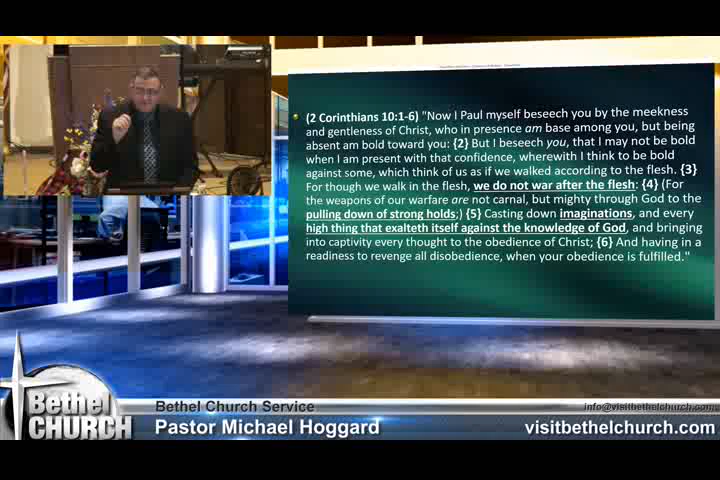 (2 Corinthians 10:1-6) "Now I Paul myself beseech you by the meekness
and gentleness of Christ, who in presence am base among you, but being
absent am bold toward you: {2} But I beseech you, that I may not be bold
when I am present with that confidence, wherewith I think to be bold
against some, which think of us as if we walked according to the flesh. {3}
For though we walk in the flesh, we do not war after the flesh: {4} (For
the weapons of our warfare are not carnal, but mighty through God to the
pulling down of strong holds;) {5} Casting down imaginations, and every
high thing that exalteth itself against the knowledge of God, and bringing
into captivity every thought to the obedience of Christ; {6} And having in a
readiness to revenge all disobedience, when your obedience is fulfilled."
Bethel
CHURCH
Bethel Church Service
info@visitbethelchurch.com
Pastor Michael Hoggard
visitbethelchurch.com